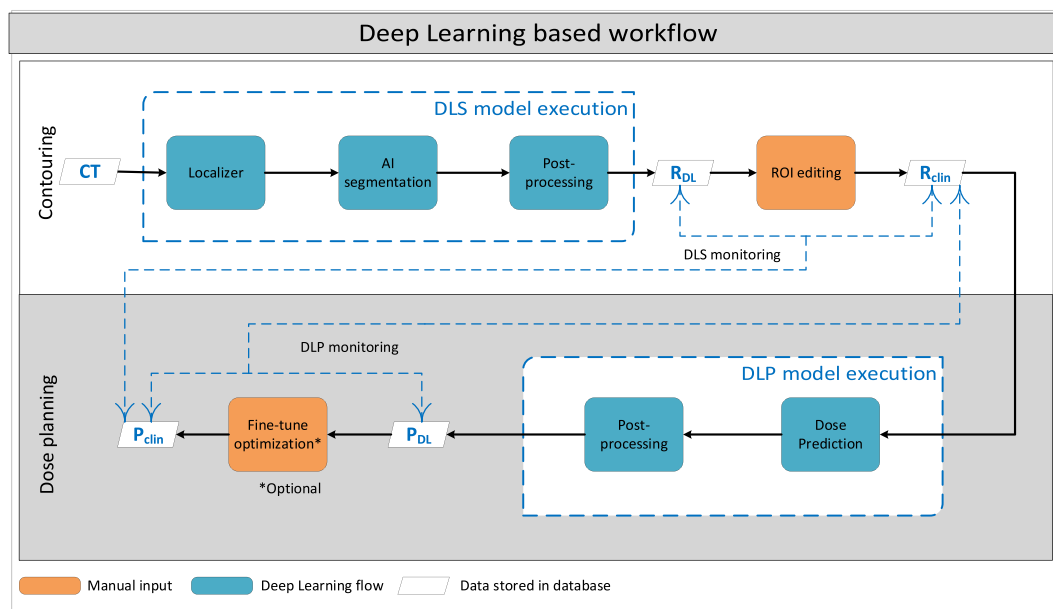 Deep Learning based workflow
Contouring
DLS model execution
CT
Localizer
AI
segmentation
Post-
processing
RDL
ROI editing
Rclin
DLS monitoring
Dose planning
DLP monitoring
DLP model execution
Pclin
Fine-tune
optimization*
*Optional
PDL
Post-
processing
Dose
Prediction
Manual input
Deep Learning flow
Data stored in database